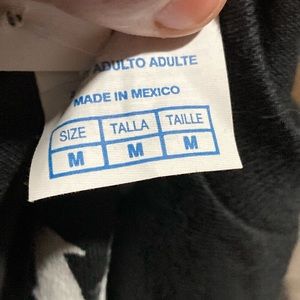 ADULTO ADULTE
MADE IN MEXICO
SIZE TALLA TAILLE
M M M